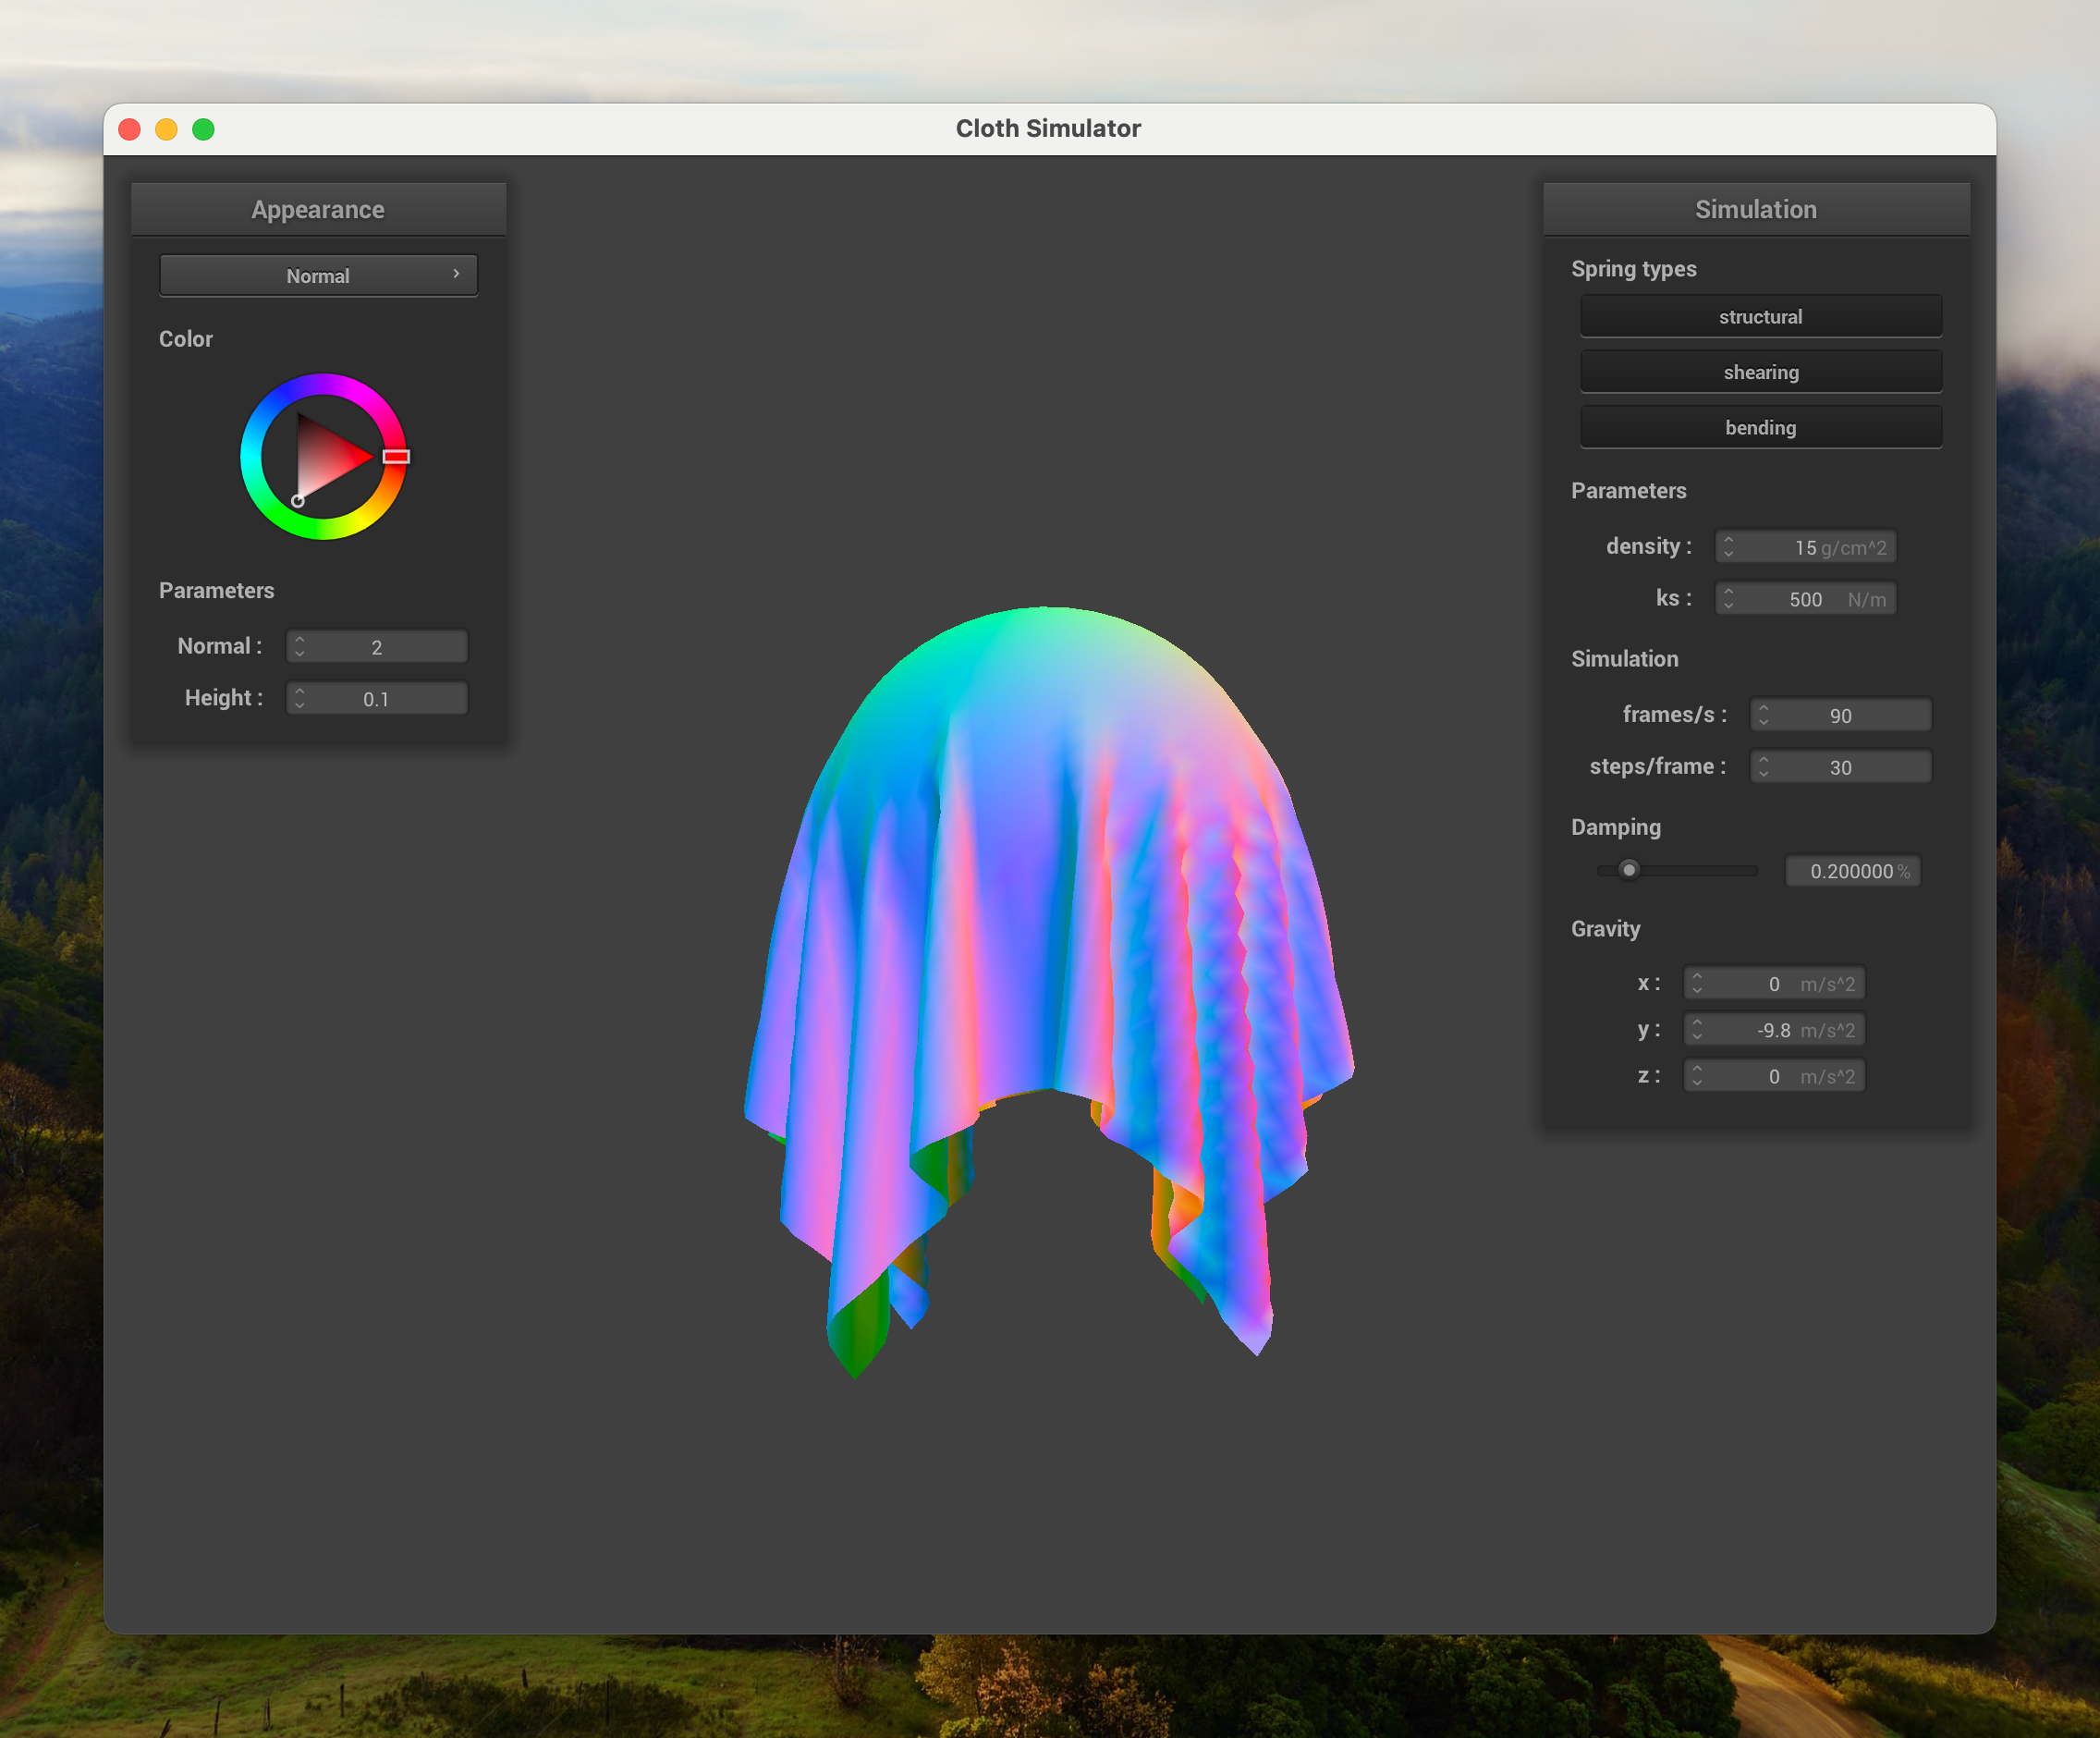 Cloth Simulator
Appearance
Normal
Color
Parameters
Normal : 2
Height : 0.1
Simulation
Spring types
structural
shearing
bending
Parameters
density : 15 g/cm^2
ks : 500 N/m
Simulation
frames/s : 90
steps/frame : 30
Damping
0.200000 %
Gravity
x : 0 m/s^2
y : -9.8 m/s^2
z : 0 m/s^2